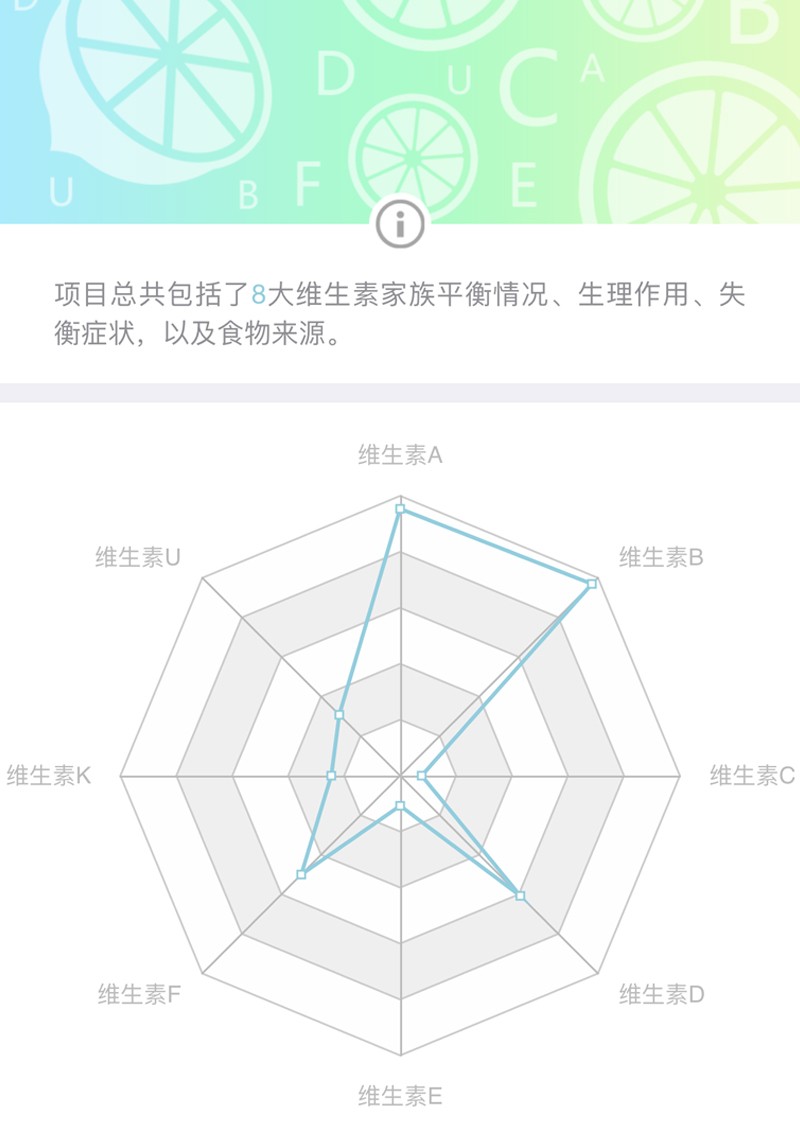 D
B
D
U
C
A
U
B
F
E
项目总共包括了8大维生素家族平衡情况、生理作用、失
衡症状，以及食物来源。
维生素A
维生素U
维生素B
维生素K
维生素C
维生素F
维生素D
维生素E